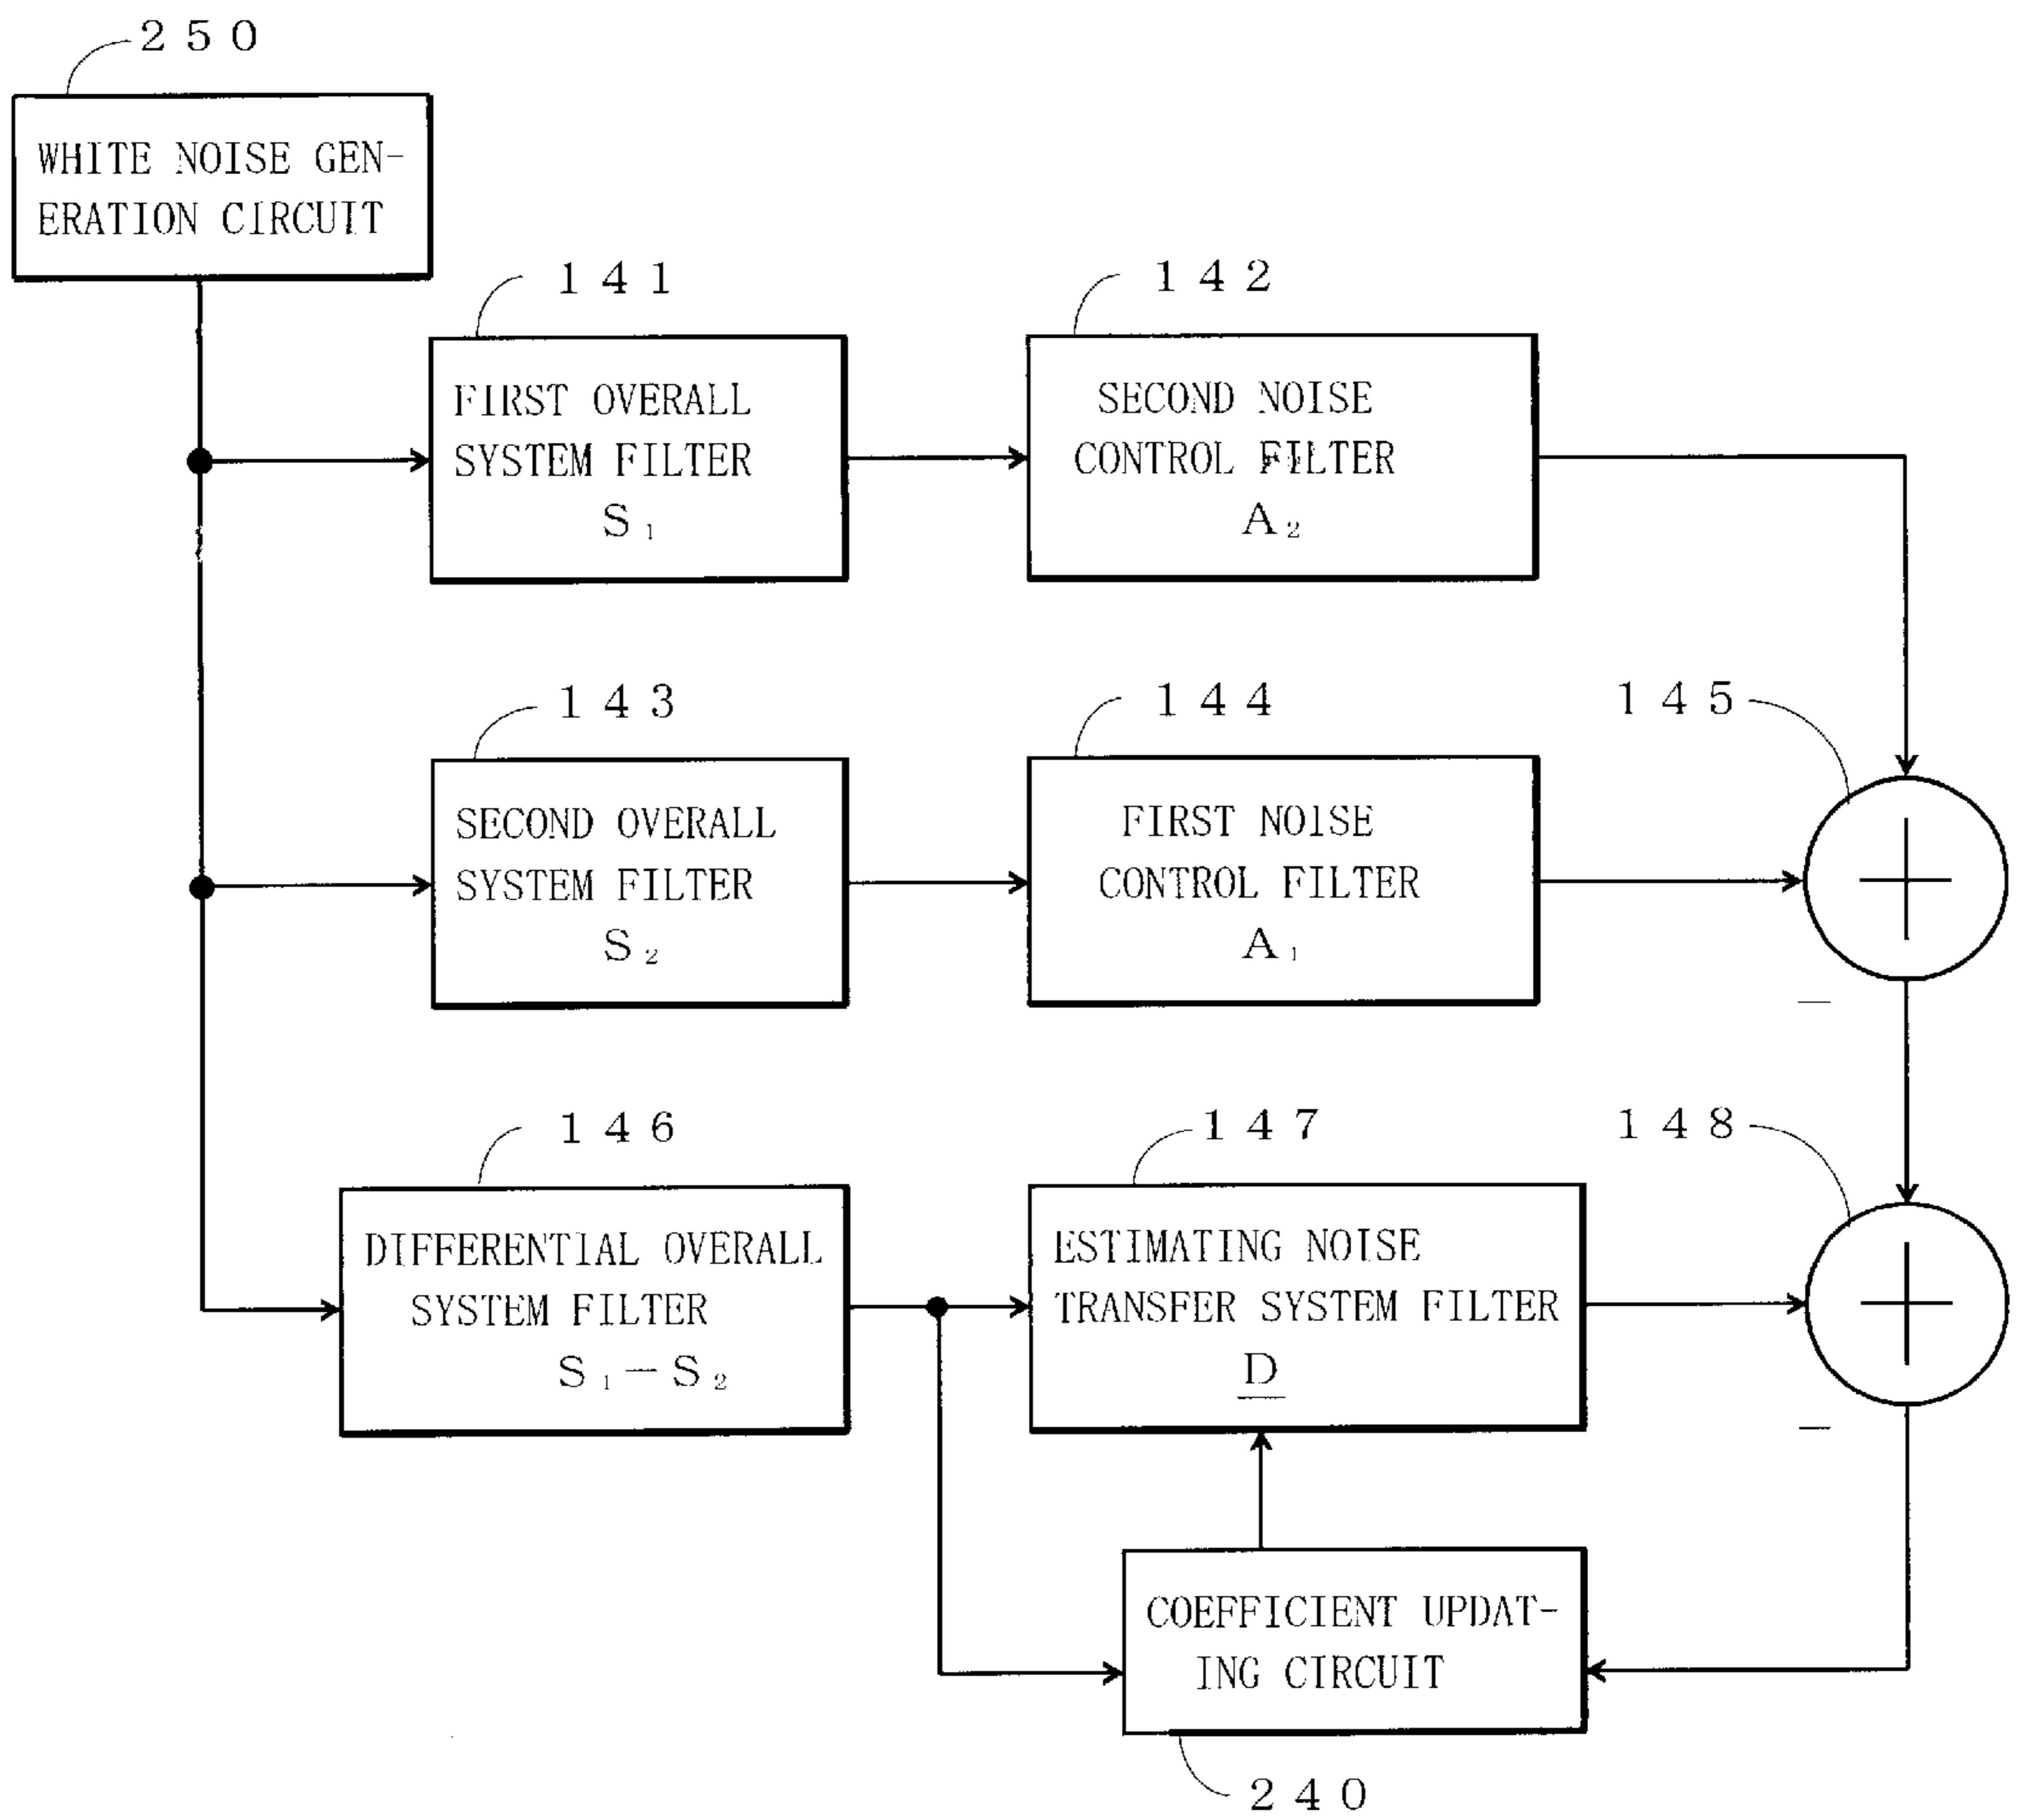 250
WHITE NOISE GEN-
ERATION CIRCUIT
141
FIRST OVERALL
SYSTEM FILTER
S₁
142
SECOND NOISE
CONTROL FILTER
A₂
143
SECOND OVERALL
SYSTEM FILTER
S₂
144
FIRST NOISE
CONTROL FILTER
A₁
145
+
−
146
DIFFERENTIAL OVERALL
SYSTEM FILTER
S₁−S₂
147
ESTIMATING NOISE
TRANSFER SYSTEM FILTER
D
148
+
−
COEFFICIENT UPDAT-
ING CIRCUIT
240